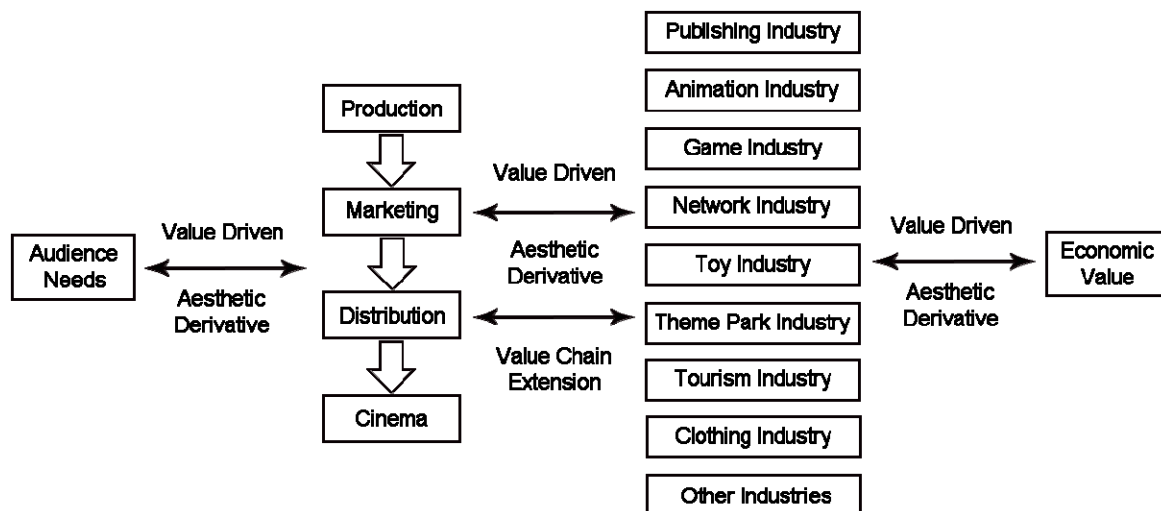 Audience
Needs
Value Driven
Aesthetic
Derivative
Production
Marketing
Distribution
Cinema
Value Driven
Aesthetic
Derivative
Value Chain
Extension
Publishing Industry
Animation Industry
Game Industry
Network Industry
Toy Industry
Theme Park Industry
Tourism Industry
Clothing Industry
Other Industries
Value Driven
Aesthetic
Derivative
Economic
Value